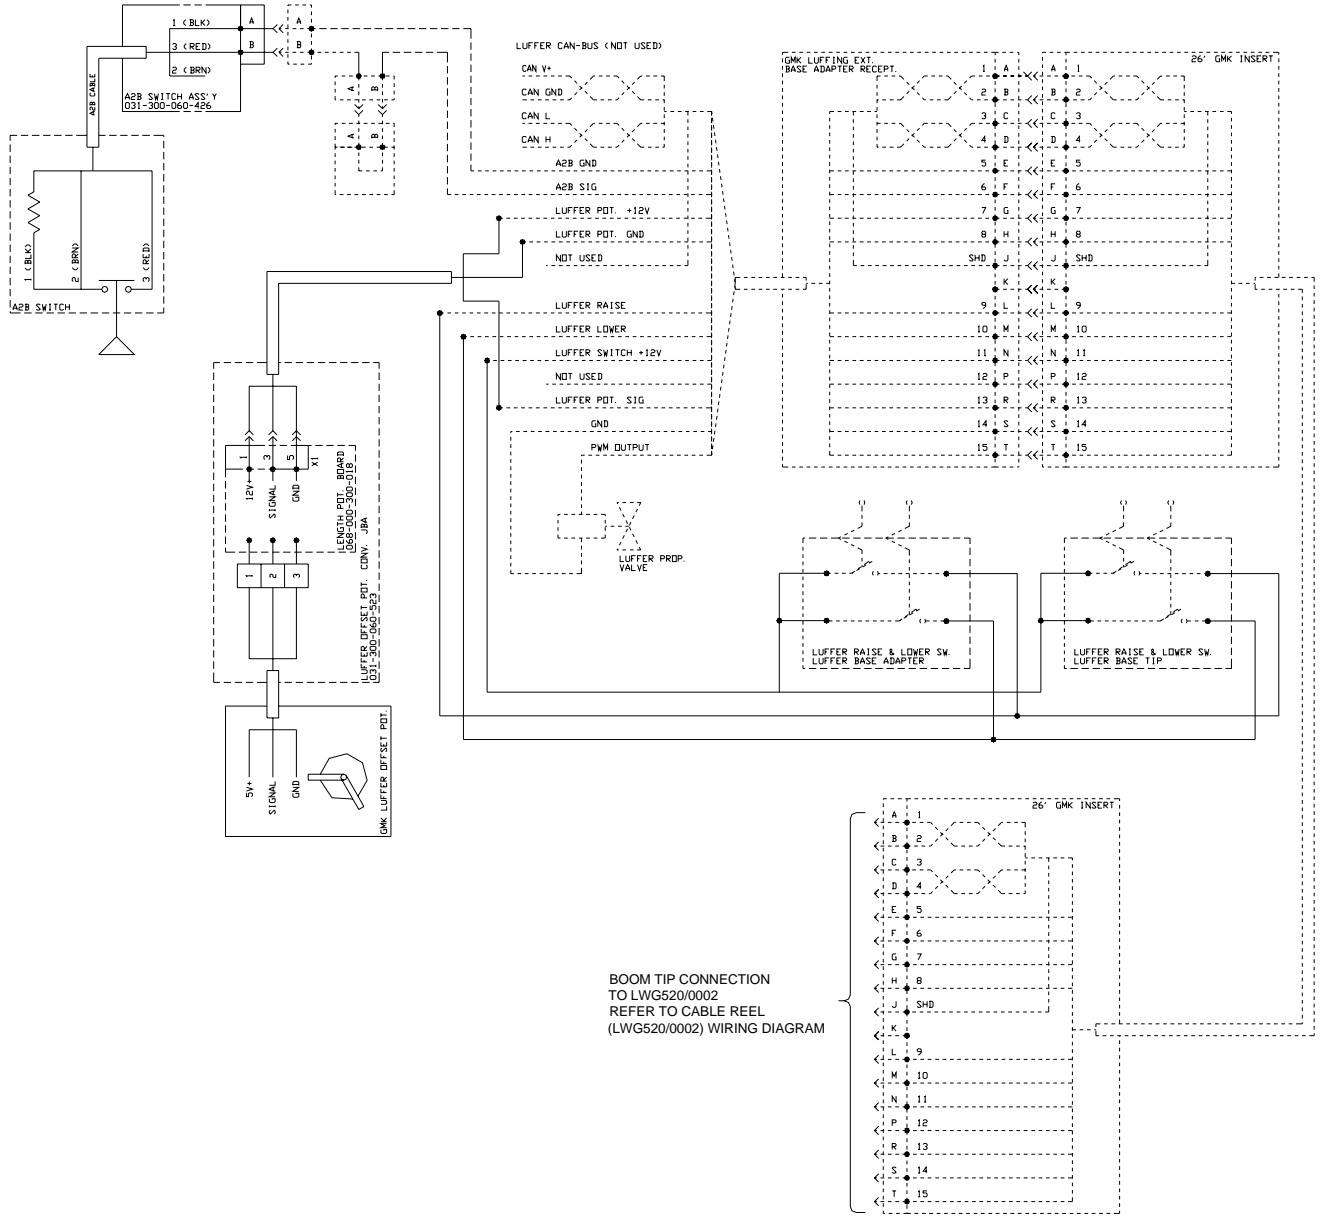 1 (BLK)
3 (RED)
2 (BRN)
A
B
A
B
A2B SWITCH ASS'Y
031-300-060-426
A2B CABLE
1 (BLK)
2 (BRN)
3 (RED)
A2B SWITCH
A
B
A
B
LUFFER CAN-BUS (NOT USED)
CAN V+
CAN GND
CAN L
CAN H
A2B GND
A2B SIG
LUFFER POT. +12V
LUFFER POT. GND
NOT USED
LUFFER RAISE
LUFFER LOWER
LUFFER SWITCH +12V
NOT USED
LUFFER POT. SIG
GND
PWM OUTPUT
LUFFER PROP.
VALVE
GMK LUFFING EXT.
BASE ADAPTER RECEPT.
26' GMK INSERT
1 A A 1
2 B B 2
3 C C 3
4 D D 4
5 E E 5
6 F F 6
7 G G 7
8 H H 8
SHD J J SHD
K K
9 L L 9
10 M M 10
11 N N 11
12 P P 12
13 R R 13
14 S S 14
15 T T 15
1
3
5
X1
12V+
SIGNAL
GND
LENGTH POT. BOARD
068-000-300-018
1
2
3
LUFFER OFFSET POT. CONV. JBA
031-300-060-523
5V+
SIGNAL
GND
GMK LUFFER OFFSET POT.
LUFFER RAISE & LOWER SW.
LUFFER BASE ADAPTER
LUFFER RAISE & LOWER SW.
LUFFER BASE TIP
26' GMK INSERT
A 1
B 2
C 3
D 4
E 5
F 6
G 7
H 8
J SHD
K
L 9
M 10
N 11
P 12
R 13
S 14
T 15
BOOM TIP CONNECTION
TO LWG520/0002
REFER TO CABLE REEL
(LWG520/0002) WIRING DIAGRAM